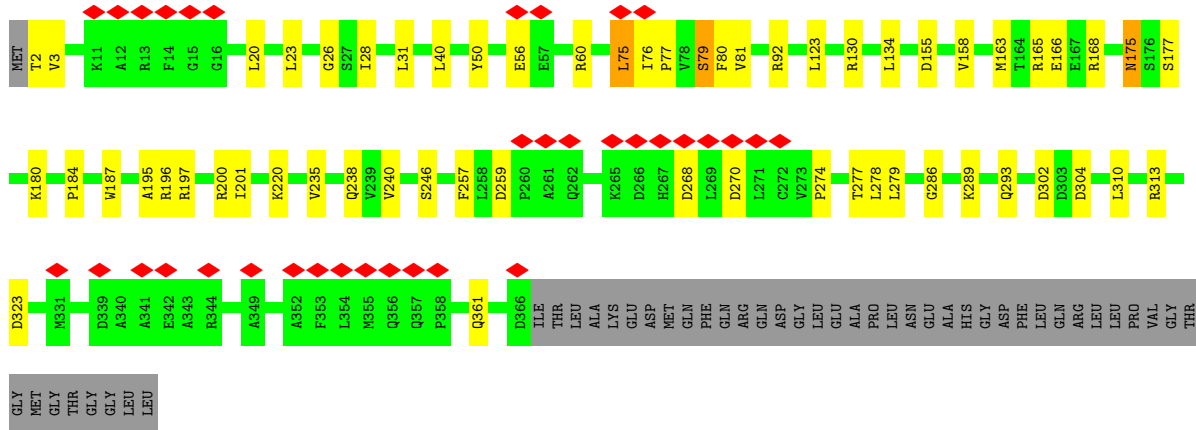 MET T2 V3 K11 A12 R13 F14 G15 G16 L20 L23 G26 S27 I28 L31 L40 Y50 E56 E57 R60 L75 I76 P77 V78 S79 F80 V81 R92 L123 R130 L134 D155 V158 M163 T164 R165 E166 E167 R168 N175 S176 S177
K180 P184 W187 A195 R196 R197 R200 I201 K220 V235 Q238 V239 V240 S246 F257 L258 D259 P260 A261 Q262 K265 D266 H267 D268 L269 D270 L271 C272 V273 P274 T277 L278 L279 G286 K289 Q293 D302 D303 D304 L310 R313
D323 M331 D339 A340 A341 E342 A343 R344 A349 A352 F353 L354 M355 Q356 Q357 P358 Q361 D366 ILE THR LEU ALA LYS GLU ASP MET GLN PHE GLN ARG GLN ASP GLY LEU GLU ALA PRO LEU ASN GLU ALA HIS GLY ASP PHE LEU GLN ARG LEU LEU PRO VAL GLY THR
GLY MET GLY THR GLY GLY LEU LEU